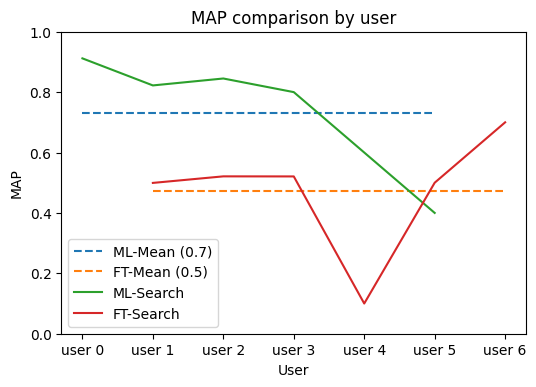 MAP comparison by user
1.0
0.8
0.6
0.4
0.2
0.0
MAP
ML-Mean (0.7)
FT-Mean (0.5)
ML-Search
FT-Search
user 0 user 1 user 2 user 3 user 4 user 5 user 6
User